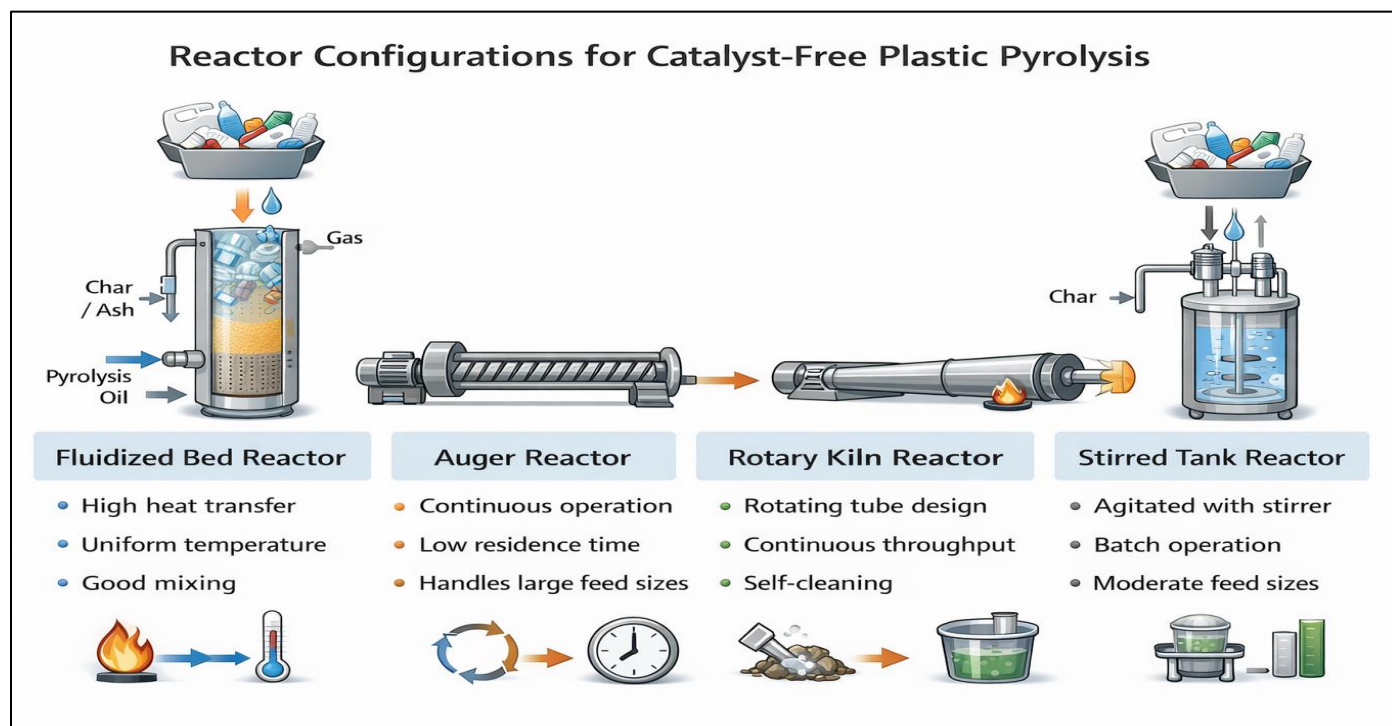 Reactor Configurations for Catalyst-Free Plastic Pyrolysis
Gas
Char
/ Ash
Pyrolysis
Oil
Char
Fluidized Bed Reactor
• High heat transfer
• Uniform temperature
• Good mixing
Auger Reactor
• Continuous operation
• Low residence time
• Handles large feed sizes
Rotary Kiln Reactor
• Rotating tube design
• Continuous throughput
• Self-cleaning
Stirred Tank Reactor
• Agitated with stirrer
• Batch operation
• Moderate feed sizes